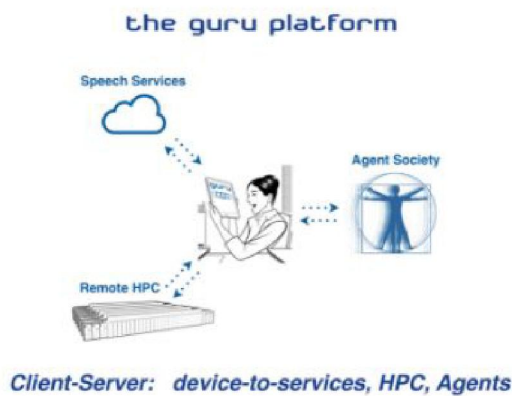 the guru platform
Speech Services
Agent Society
Remote HPC
Client-Server: device-to-services, HPC, Agents